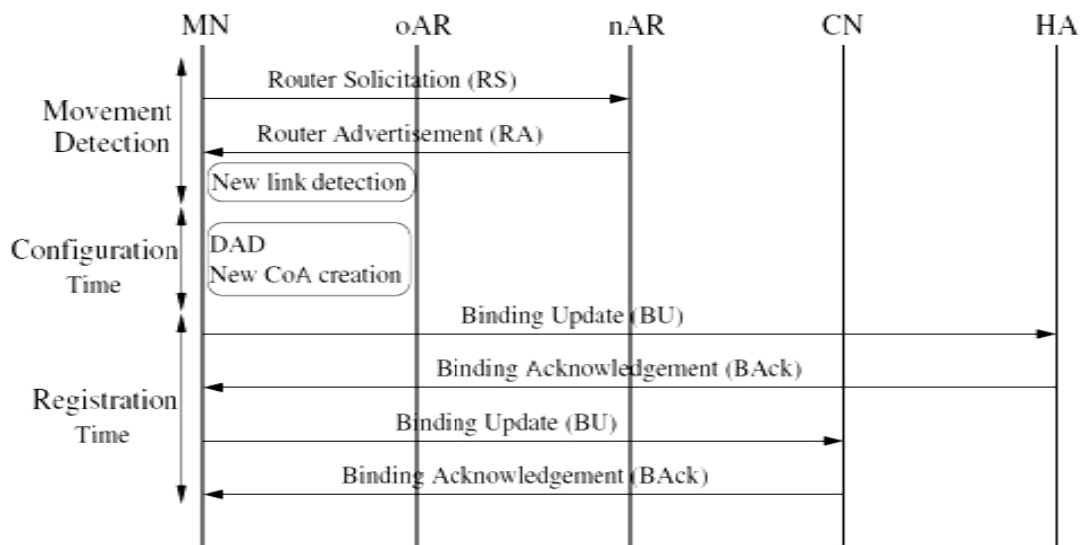 MN oAR nAR CN HA
Router Solicitation (RS)
Movement
Detection
Router Advertisement (RA)
New link detection
Configuration
Time
DAD
New CoA creation
Binding Update (BU)
Binding Acknowledgement (BAck)
Registration
Time
Binding Update (BU)
Binding Acknowledgement (BAck)